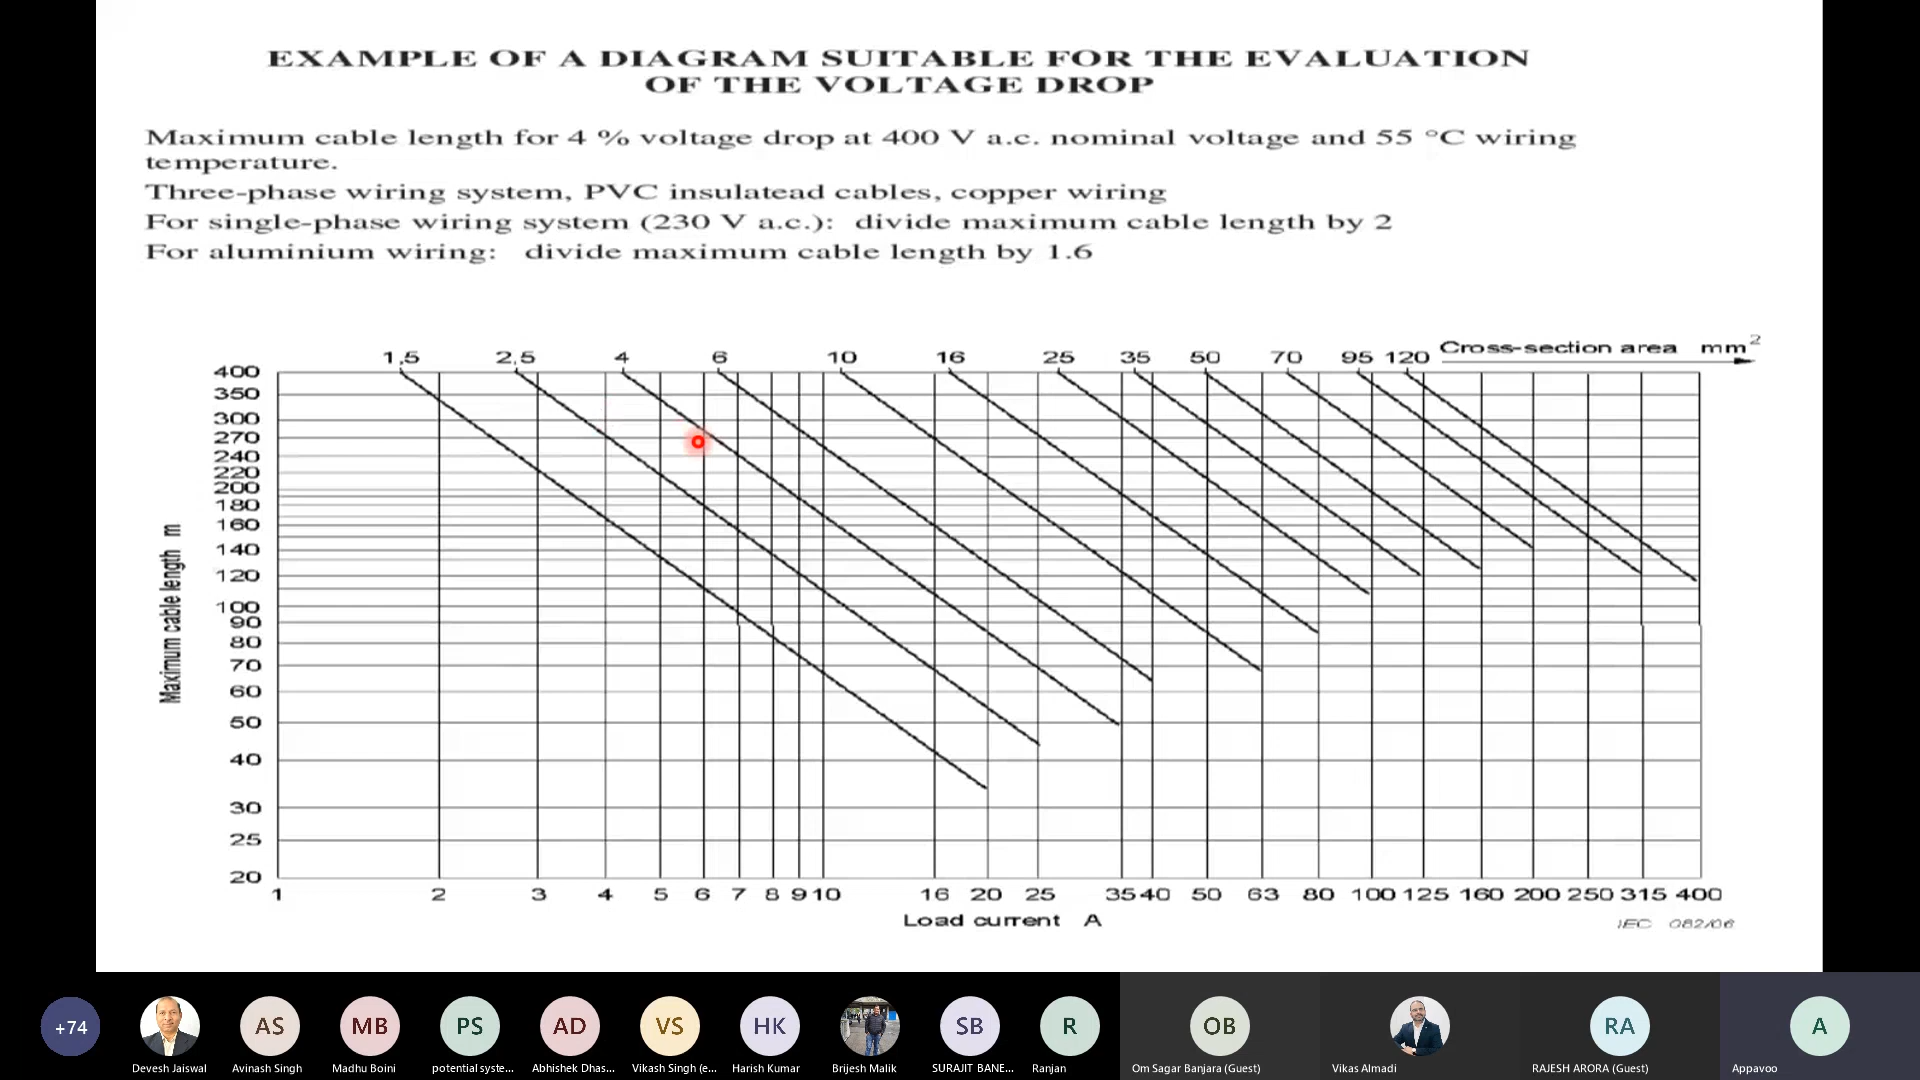 EXAMPLE OF A DIAGRAM SUITABLE FOR THE EVALUATION
OF THE VOLTAGE DROP
Maximum cable length for 4 % voltage drop at 400 V a.c. nominal voltage and 55 °C wiring
temperature.
Three-phase wiring system, PVC insulatead cables, copper wiring
For single-phase wiring system (230 V a.c.): divide maximum cable length by 2
For aluminium wiring: divide maximum cable length by 1.6
1,5 2,5 4 6 10 16 25 35 50 70 95 120 Cross-section area mm²
400
350
300
270
240
220
200
180
160
140
120
100
90
80
70
60
50
40
30
25
20
Maximum cable length m
1 2 3 4 5 6 7 8 9 10 16 20 25 35 40 50 63 80 100 125 160 200 250 315 400
Load current A
IEC 082/06
+74
AS
MB
PS
AD
VS
HK
SB
R
OB
RA
A
Devesh Jaiswal
Avinash Singh
Madhu Boini
potential syste...
Abhishek Dhas...
Vikash Singh (e...
Harish Kumar
Brijesh Malik
SURAJIT BANE...
Ranjan
Om Sagar Banjara (Guest)
Vikas Almadi
RAJESH ARORA (Guest)
Appavoo